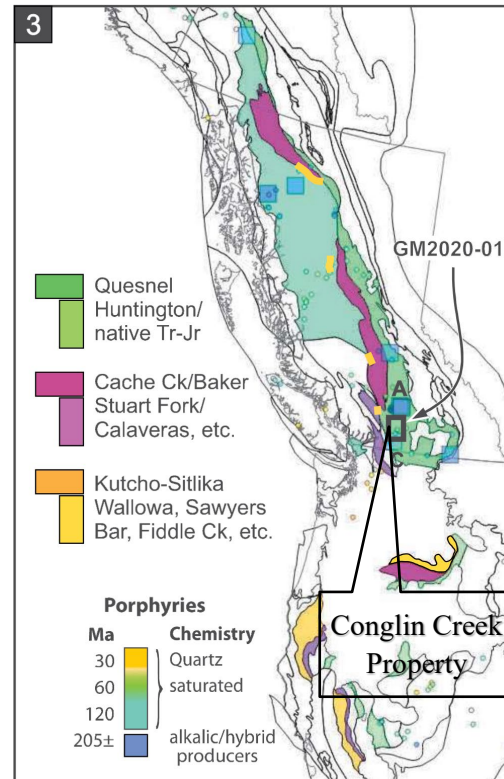 3
GM2020-01
Quesnel
Huntington/
native Tr-Jr
Cache Ck/Baker
Stuart Fork/
Calaveras, etc.
Kutcho-Sitlika
Wallowa, Sawyers
Bar, Fiddle Ck, etc.
A
C
Conglin Creek
Property
Porphyries
Ma Chemistry
30 Quartz
60 saturated
120
205± alkalic/hybrid
producers